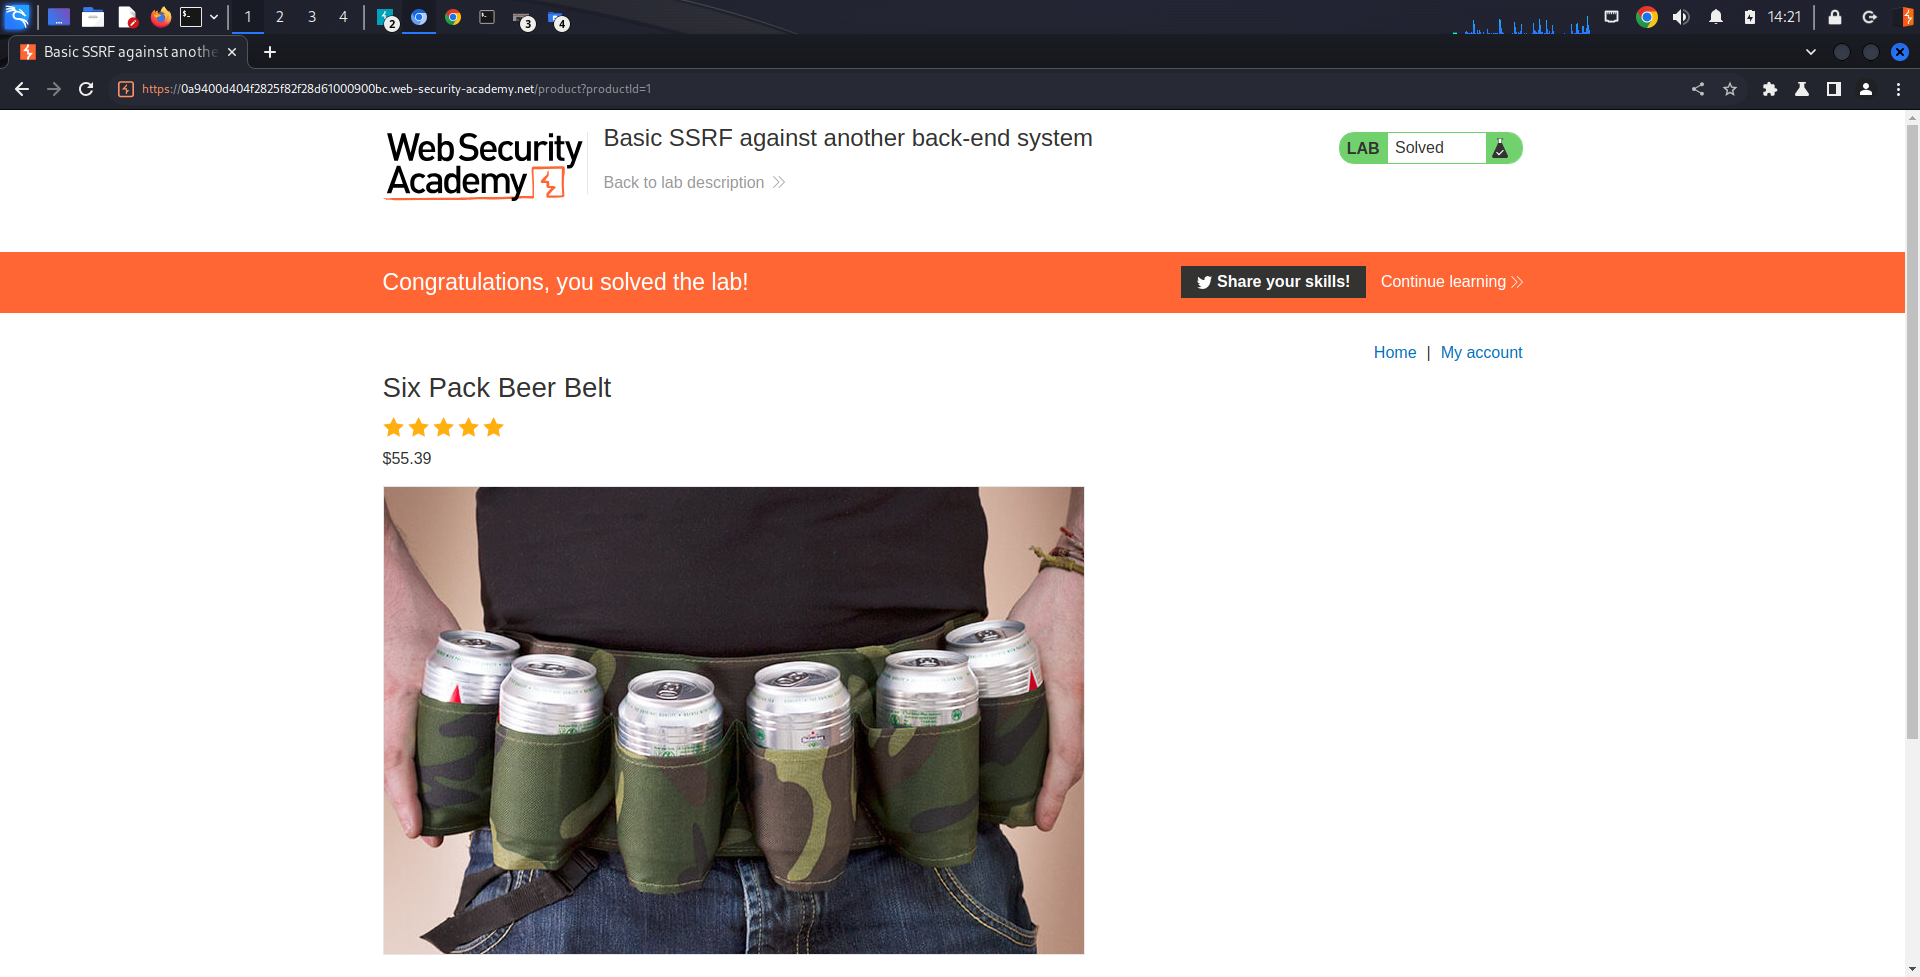 1 2 3 4 2 3 4 14:21
Basic SSRF against anothe
https://0a9400d404f2825f82f28d61000900bc.web-security-academy.net/product?productId=1
Web Security
Academy
Basic SSRF against another back-end system
Back to lab description
LAB Solved
Congratulations, you solved the lab!
Share your skills!
Continue learning
Home | My account
Six Pack Beer Belt
$55.39